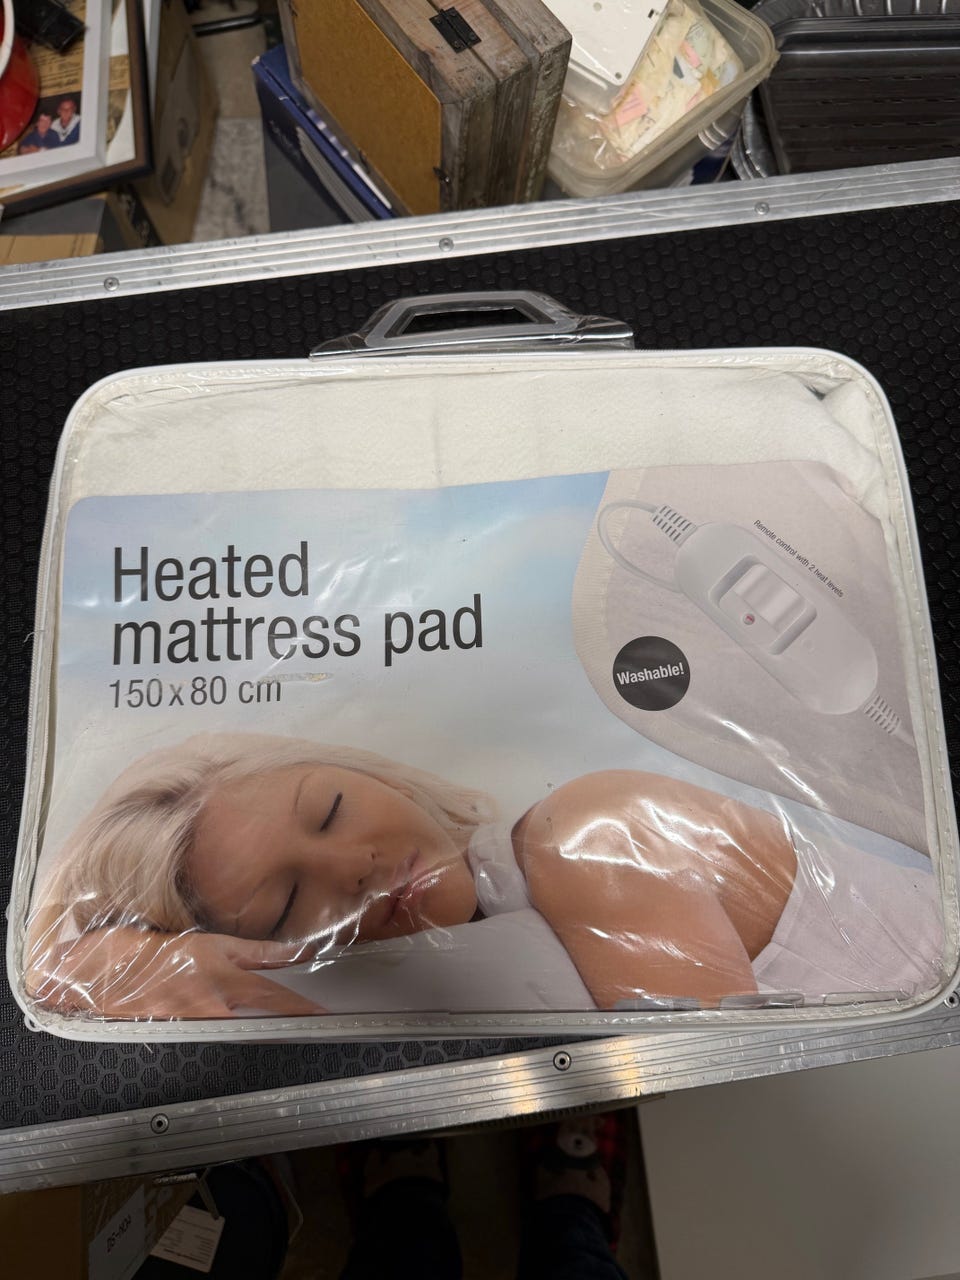 Heated
mattress pad
150 x 80 cm
Remote control with 2 heat levels
Washable!